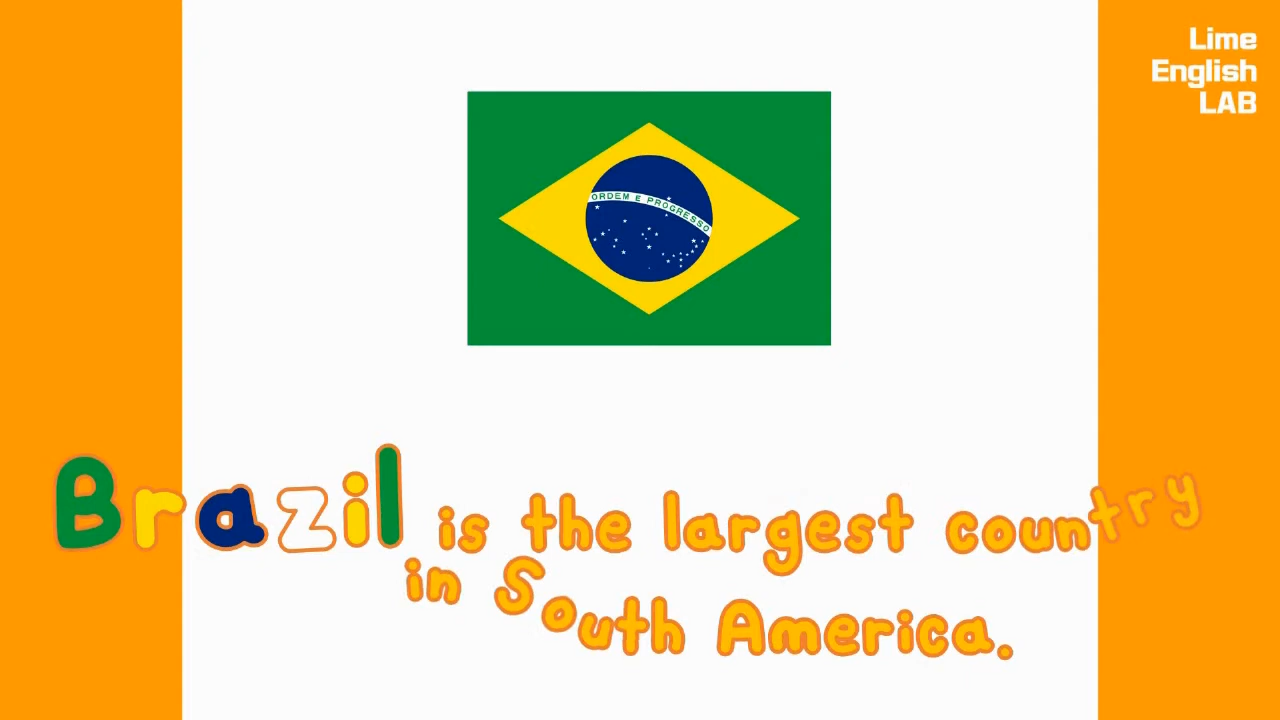 Lime
English
LAB
ORDEM E PROGRESSO
Brazil is the largest country
in South America.